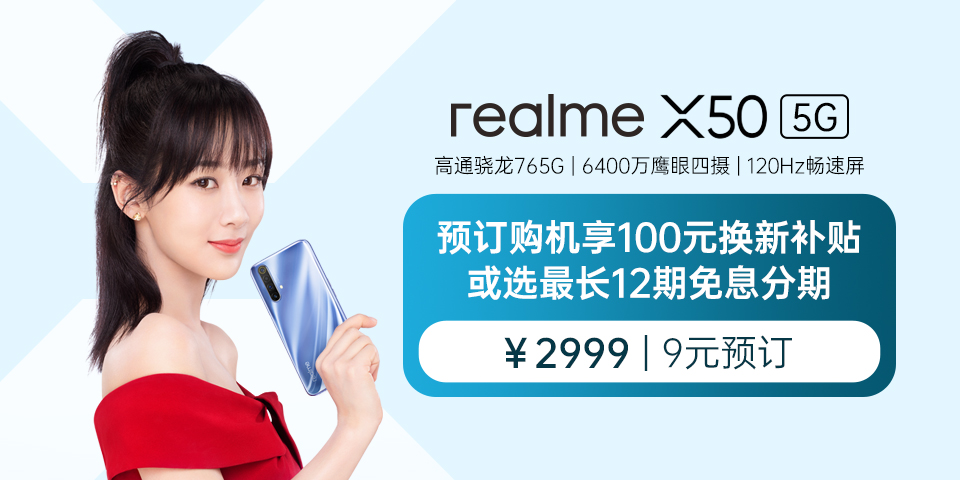 realme X50 5G
高通骁龙765G | 6400万鹰眼四摄 | 120Hz畅速屏
预订购机享100元换新补贴
或选最长12期免息分期
￥2999 | 9元预订
realme